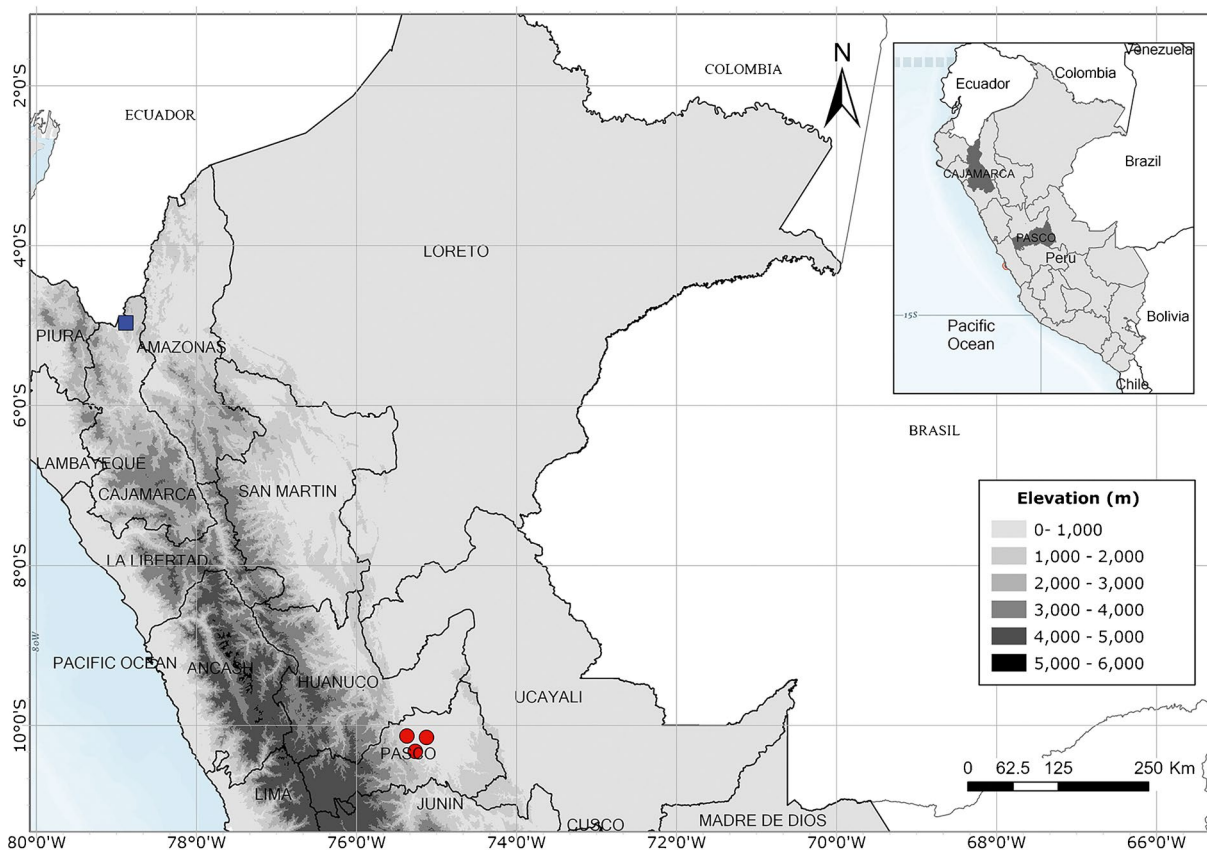 COLOMBIA
ECUADOR
N
LORETO
PIURA
AMAZONAS
LAMBAYEQUE
CAJAMARCA
SAN MARTIN
LA LIBERTAD
PACIFIC OCEAN
ANCASH
HUANUCO
UCAYALI
PASCO
LIMA
JUNIN
CUSCO
MADRE DE DIOS
BRASIL
80W
Venezuela
Ecuador
Colombia
Brazil
CAJAMARCA
PASCO
Peru
15S
Pacific
Ocean
Bolivia
Chile
Elevation (m)
0- 1,000
1,000 - 2,000
2,000 - 3,000
3,000 - 4,000
4,000 - 5,000
5,000 - 6,000
0 62.5 125 250 Km
2°0'S
4°0'S
6°0'S
8°0'S
10°0'S
80°0'W 78°0'W 76°0'W 74°0'W 72°0'W 70°0'W 68°0'W 66°0'W